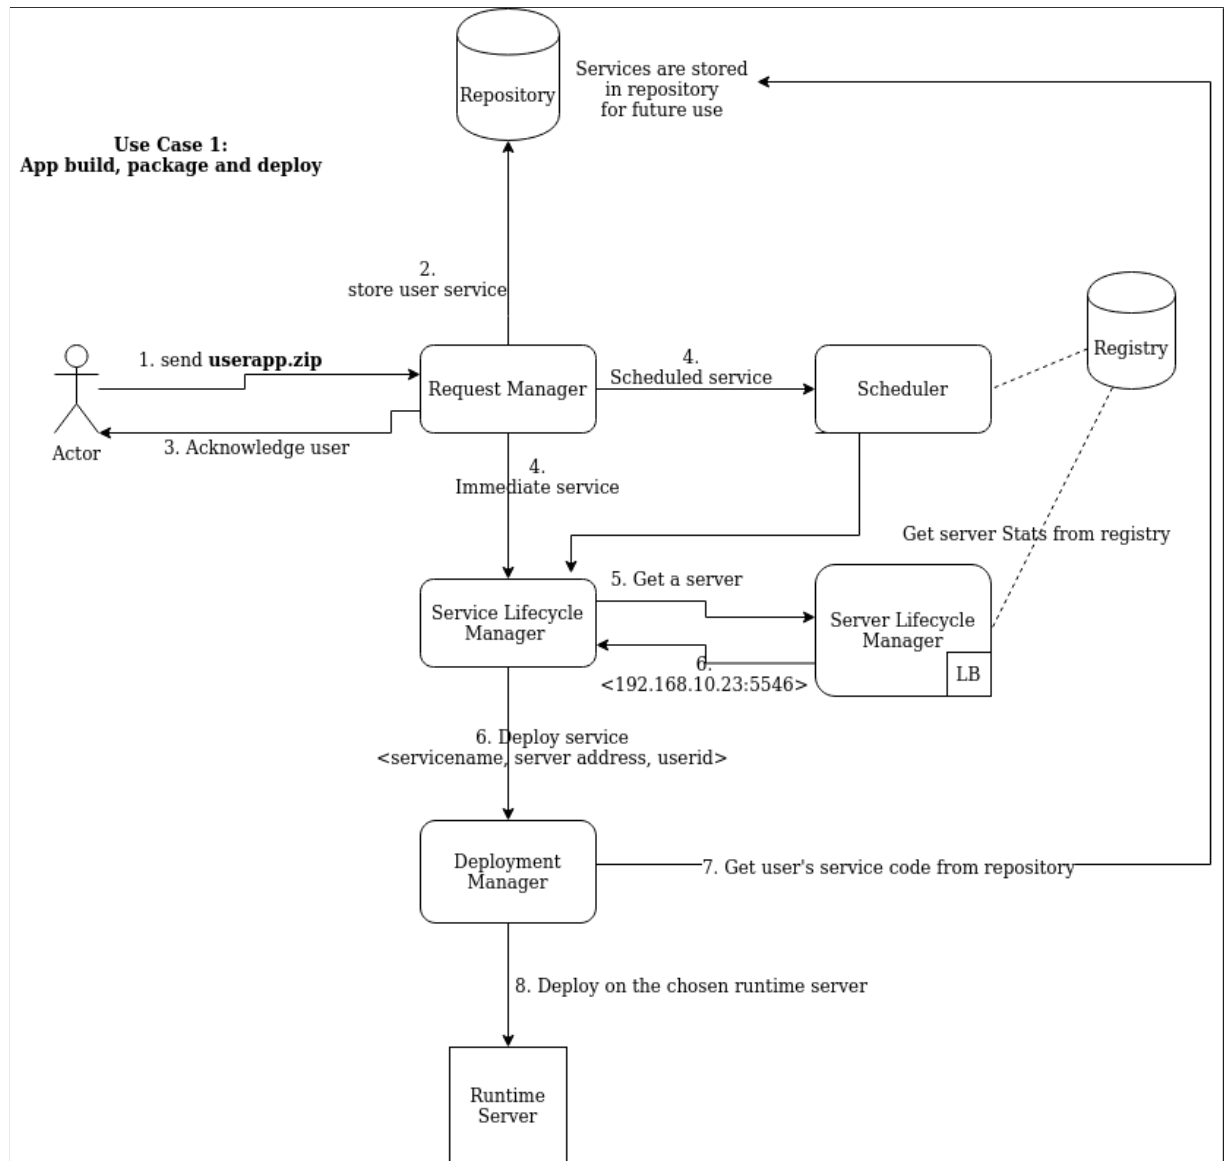 Repository
Services are stored
in repository
for future use
Use Case 1:
App build, package and deploy
2.
store user service
Registry
1. send userapp.zip
Request Manager
4.
Scheduled service
Scheduler
3. Acknowledge user
Actor
4.
Immediate service
Get server Stats from registry
5. Get a server
Service Lifecycle
Manager
Server Lifecycle
Manager
LB
6.
<192.168.10.23:5546>
6. Deploy service
<servicename, server address, userid>
Deployment
Manager
7. Get user's service code from repository
8. Deploy on the chosen runtime server
Runtime
Server